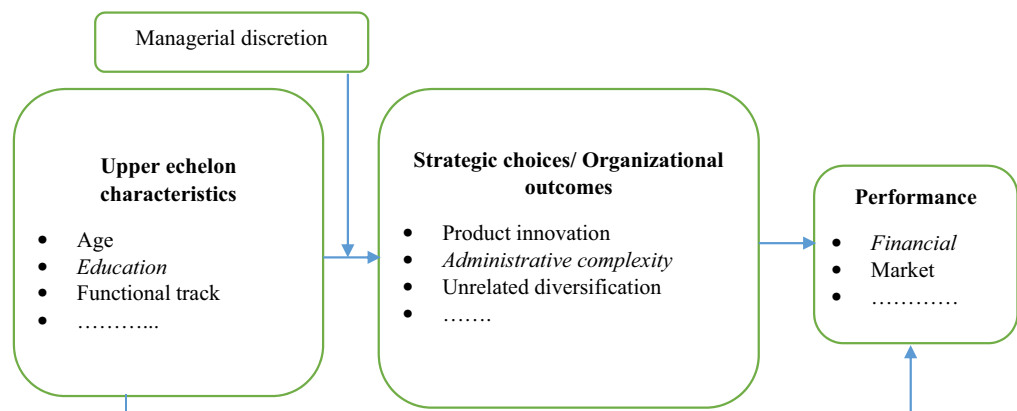 Managerial discretion
Upper echelon
characteristics
• Age
• Education
• Functional track
• ………...
Strategic choices/ Organizational
outcomes
• Product innovation
• Administrative complexity
• Unrelated diversification
• …….
Performance
• Financial
• Market
• …………